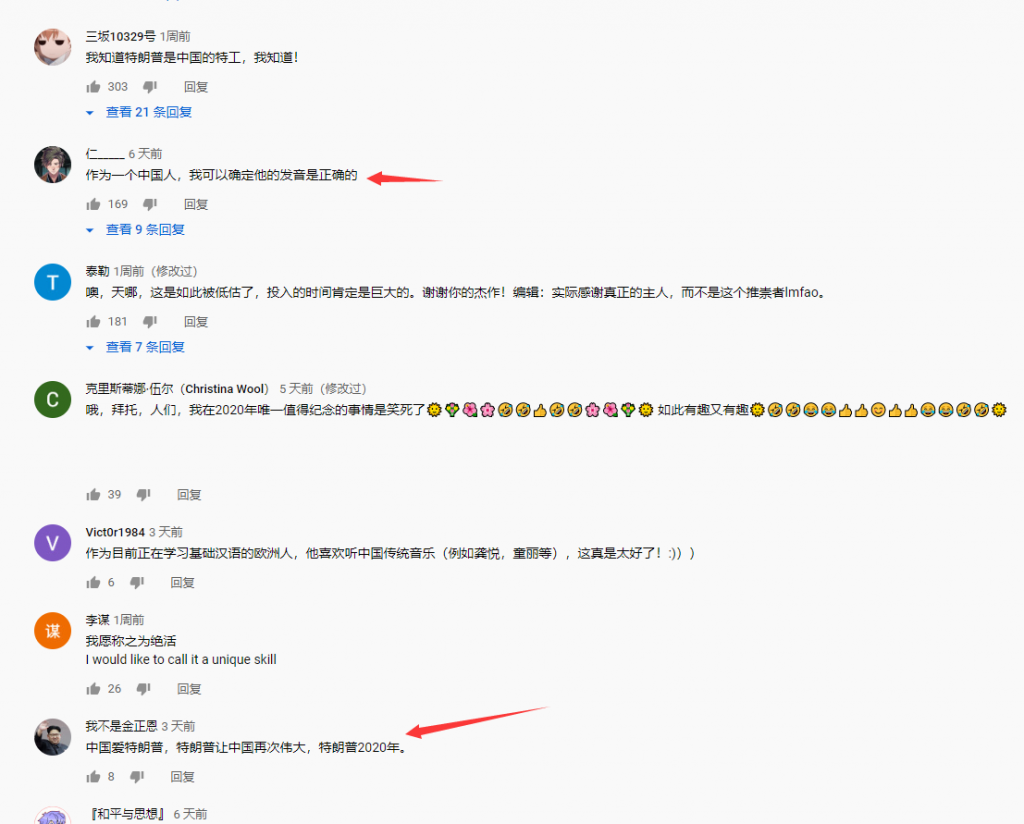 三坂10329号 1周前
我知道特朗普是中国的特工，我知道！
303 回复
查看 21 条回复
仁_____ 6 天前
作为一个中国人，我可以确定他的发音是正确的
169 回复
查看 9 条回复
T
泰勒 1周前（修改过）
噢，天哪，这是如此被低估了，投入的时间肯定是巨大的。谢谢你的杰作！编辑：实际感谢真正的主人，而不是这个推崇者lmfao。
181 回复
查看 7 条回复
C
克里斯蒂娜·伍尔（Christina Wool） 5 天前（修改过）
哦，拜托，人们，我在2020年唯一值得纪念的事情是笑死了🌞💐🌺🌸🤣🤣👍🤣🤣🌸🌺💐🌞 如此有趣又有趣🌞🤣🤣😂😂👍👍😊👍👍😂😂🤣🤣🌞
39 回复
V
Vict0r1984 3 天前
作为目前正在学习基础汉语的欧洲人，他喜欢听中国传统音乐（例如龚悦，童丽等），这真是太好了！:)））
6 回复
谋
李谋 1周前
我愿称之为绝活
I would like to call it a unique skill
26 回复
我不是金正恩 3 天前
中国爱特朗普，特朗普让中国再次伟大，特朗普2020年。
8 回复
『和平与思想』 6 天前